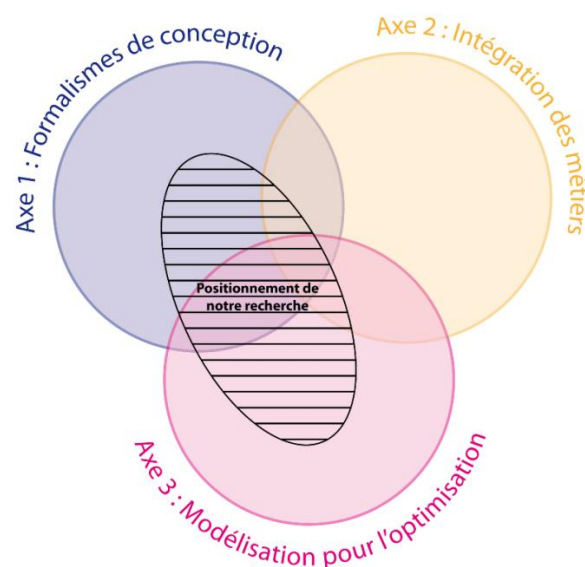 Axe 1 : Formalismes de conception
Axe 2 : Intégration des métiers
Positionnement de
notre recherche
Axe 3 : Modélisation pour l'optimisation